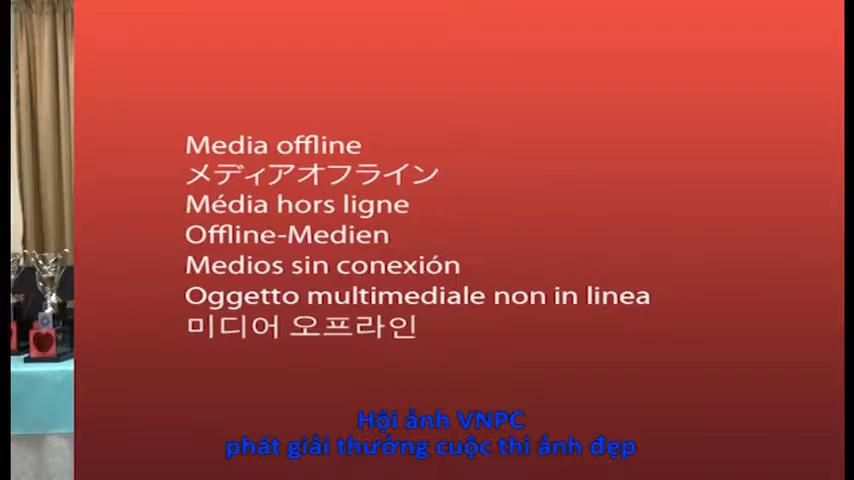 Media offline
メディアオフライン
Média hors ligne
Offline-Medien
Medios sin conexión
Oggetto multimediale non in linea
미디어 오프라인
Hội ảnh VNPC
phát giải thưởng cuộc thi ảnh đẹp